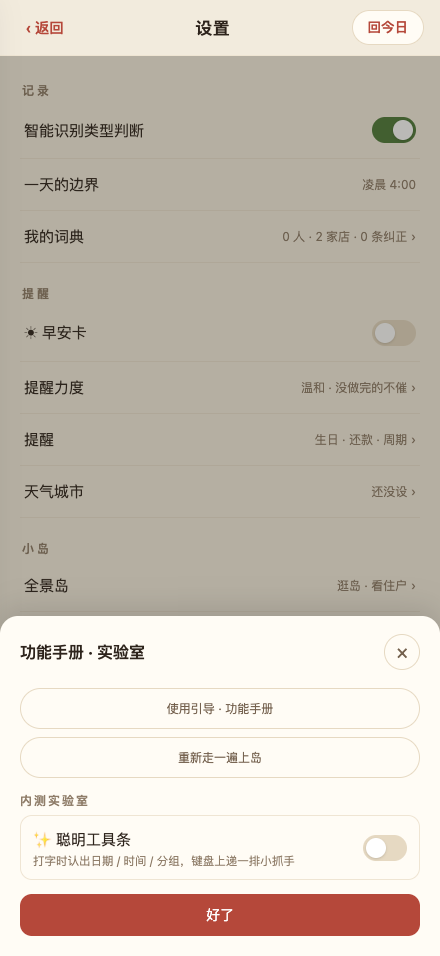 ‹ 返回
设置
回今日
记录
智能识别类型判断
一天的边界
凌晨 4:00
我的词典
0 人 · 2 家店 · 0 条纠正 ›
提醒
☀ 早安卡
提醒力度
温和 · 没做完的不催 ›
提醒
生日 · 还款 · 周期 ›
天气城市
还没设 ›
小岛
全景岛
逛岛 · 看住户 ›
功能手册 · 实验室
×
使用引导 · 功能手册
重新走一遍上岛
内测实验室
✨ 聪明工具条
打字时认出日期 / 时间 / 分组，键盘上递一排小抓手
好了